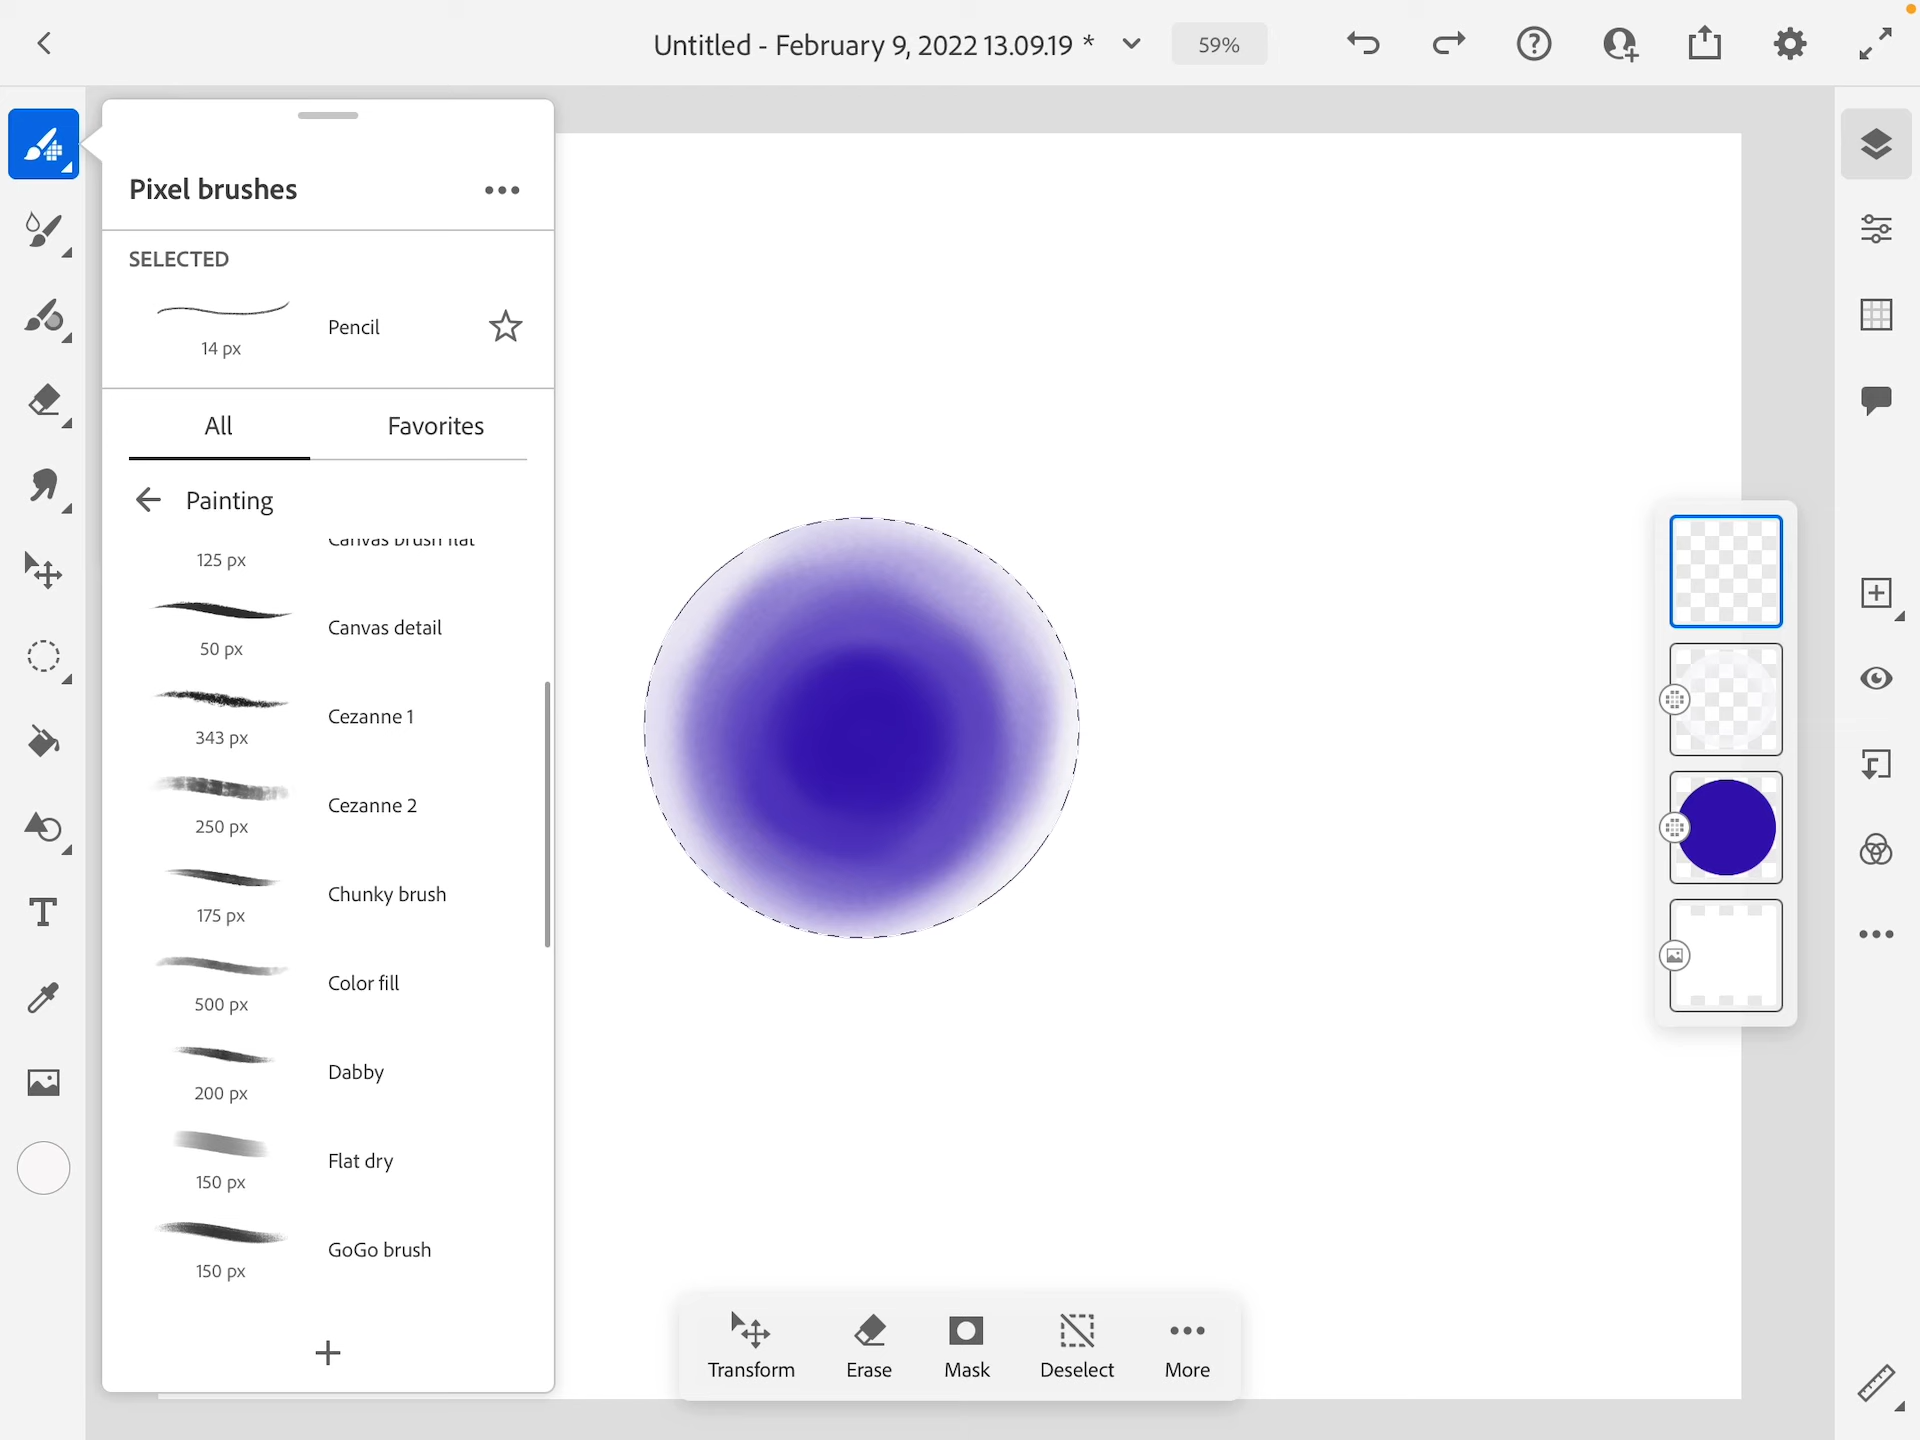 Untitled - February 9, 2022 13.09.19 *
59%
Pixel brushes
SELECTED
Pencil
14 px
All
Favorites
Painting
Canvas brush flat
125 px
Canvas detail
50 px
Cezanne 1
343 px
Cezanne 2
250 px
Chunky brush
175 px
Color fill
500 px
Dabby
200 px
Flat dry
150 px
GoGo brush
150 px
Transform
Erase
Mask
Deselect
More